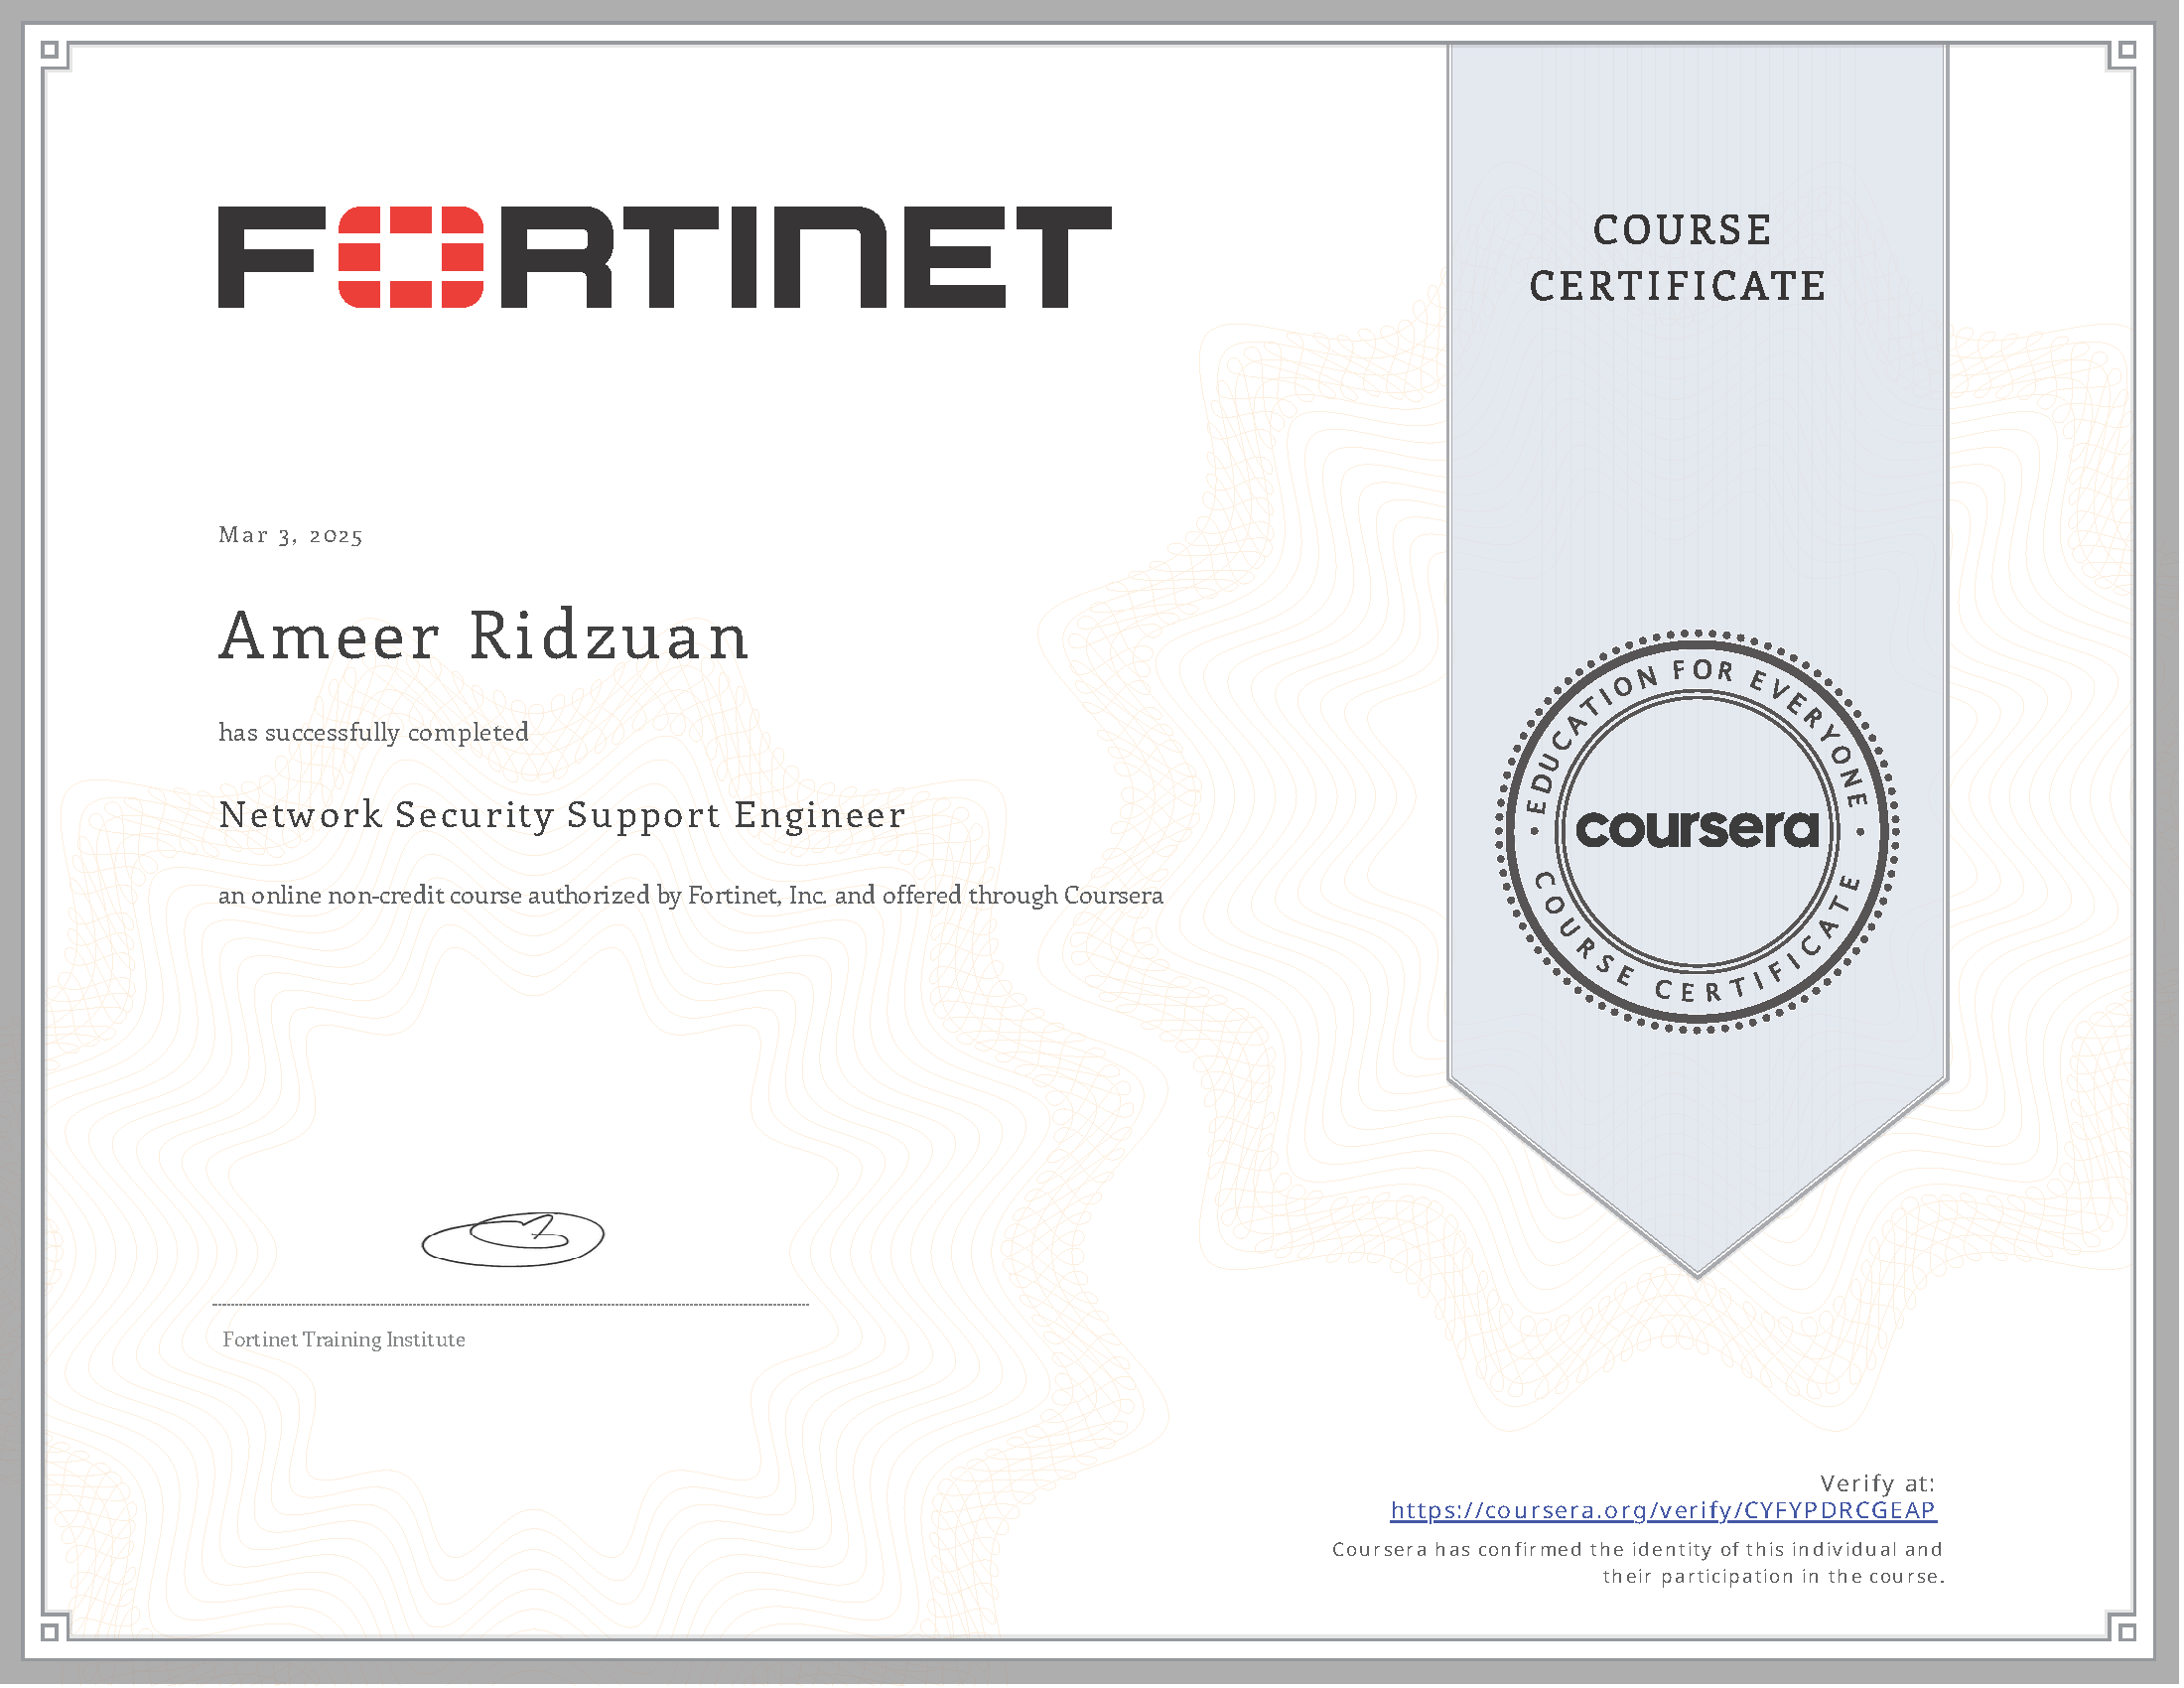 FORTINET
COURSE
CERTIFICATE
Mar 3, 2025
Ameer Ridzuan
has successfully completed
Network Security Support Engineer
an online non-credit course authorized by Fortinet, Inc. and offered through Coursera
EDUCATION FOR EVERYONE
coursera
COURSE CERTIFICATE
Fortinet Training Institute
Verify at:
https://coursera.org/verify/CYFYPDRCGEAP
Coursera has confirmed the identity of this individual and
their participation in the course.